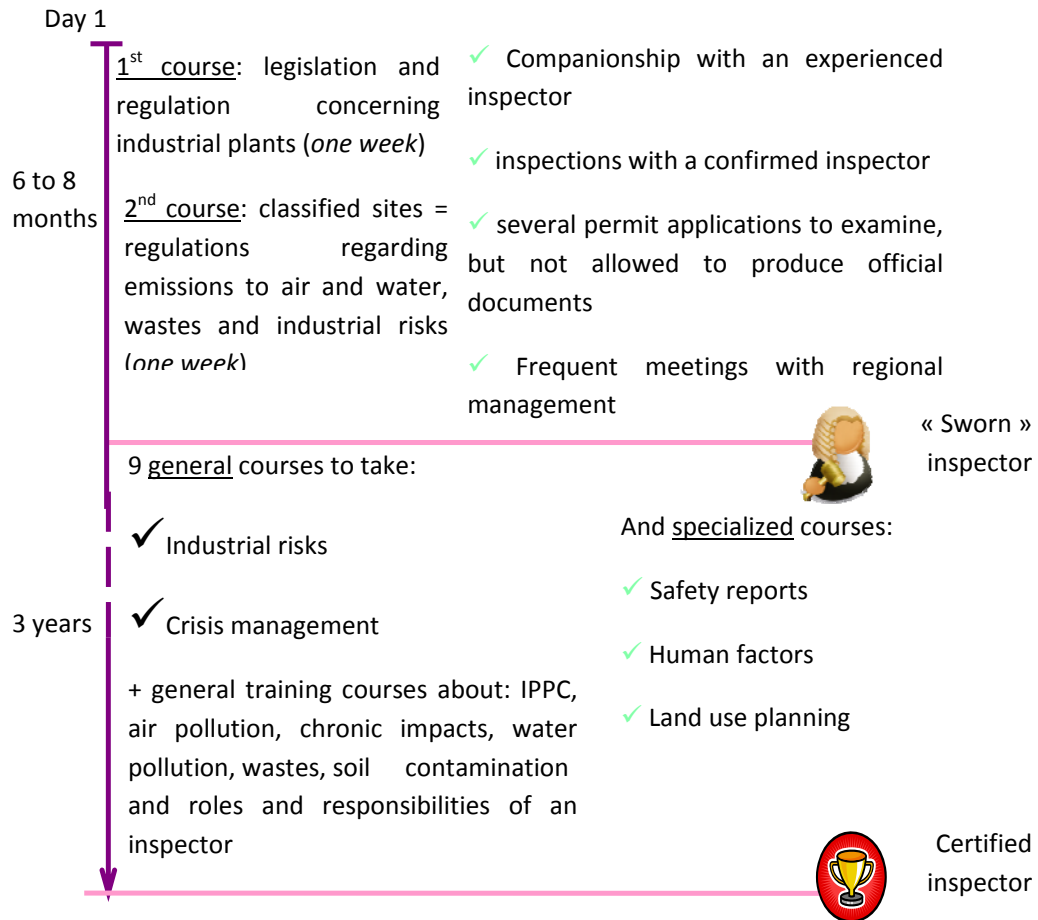 Day 1
1st course: legislation and
regulation concerning
industrial plants (one week)
6 to 8
months
2nd course: classified sites =
regulations regarding
emissions to air and water,
wastes and industrial risks
(one week)
✓ Companionship with an experienced
inspector
✓ inspections with a confirmed inspector
✓ several permit applications to examine,
but not allowed to produce official
documents
✓ Frequent meetings with regional
management
« Sworn »
inspector
9 general courses to take:
✓ Industrial risks
✓ Crisis management
3 years
+ general training courses about: IPPC,
air pollution, chronic impacts, water
pollution, wastes, soil contamination
and roles and responsibilities of an
inspector
And specialized courses:
✓ Safety reports
✓ Human factors
✓ Land use planning
Certified
inspector